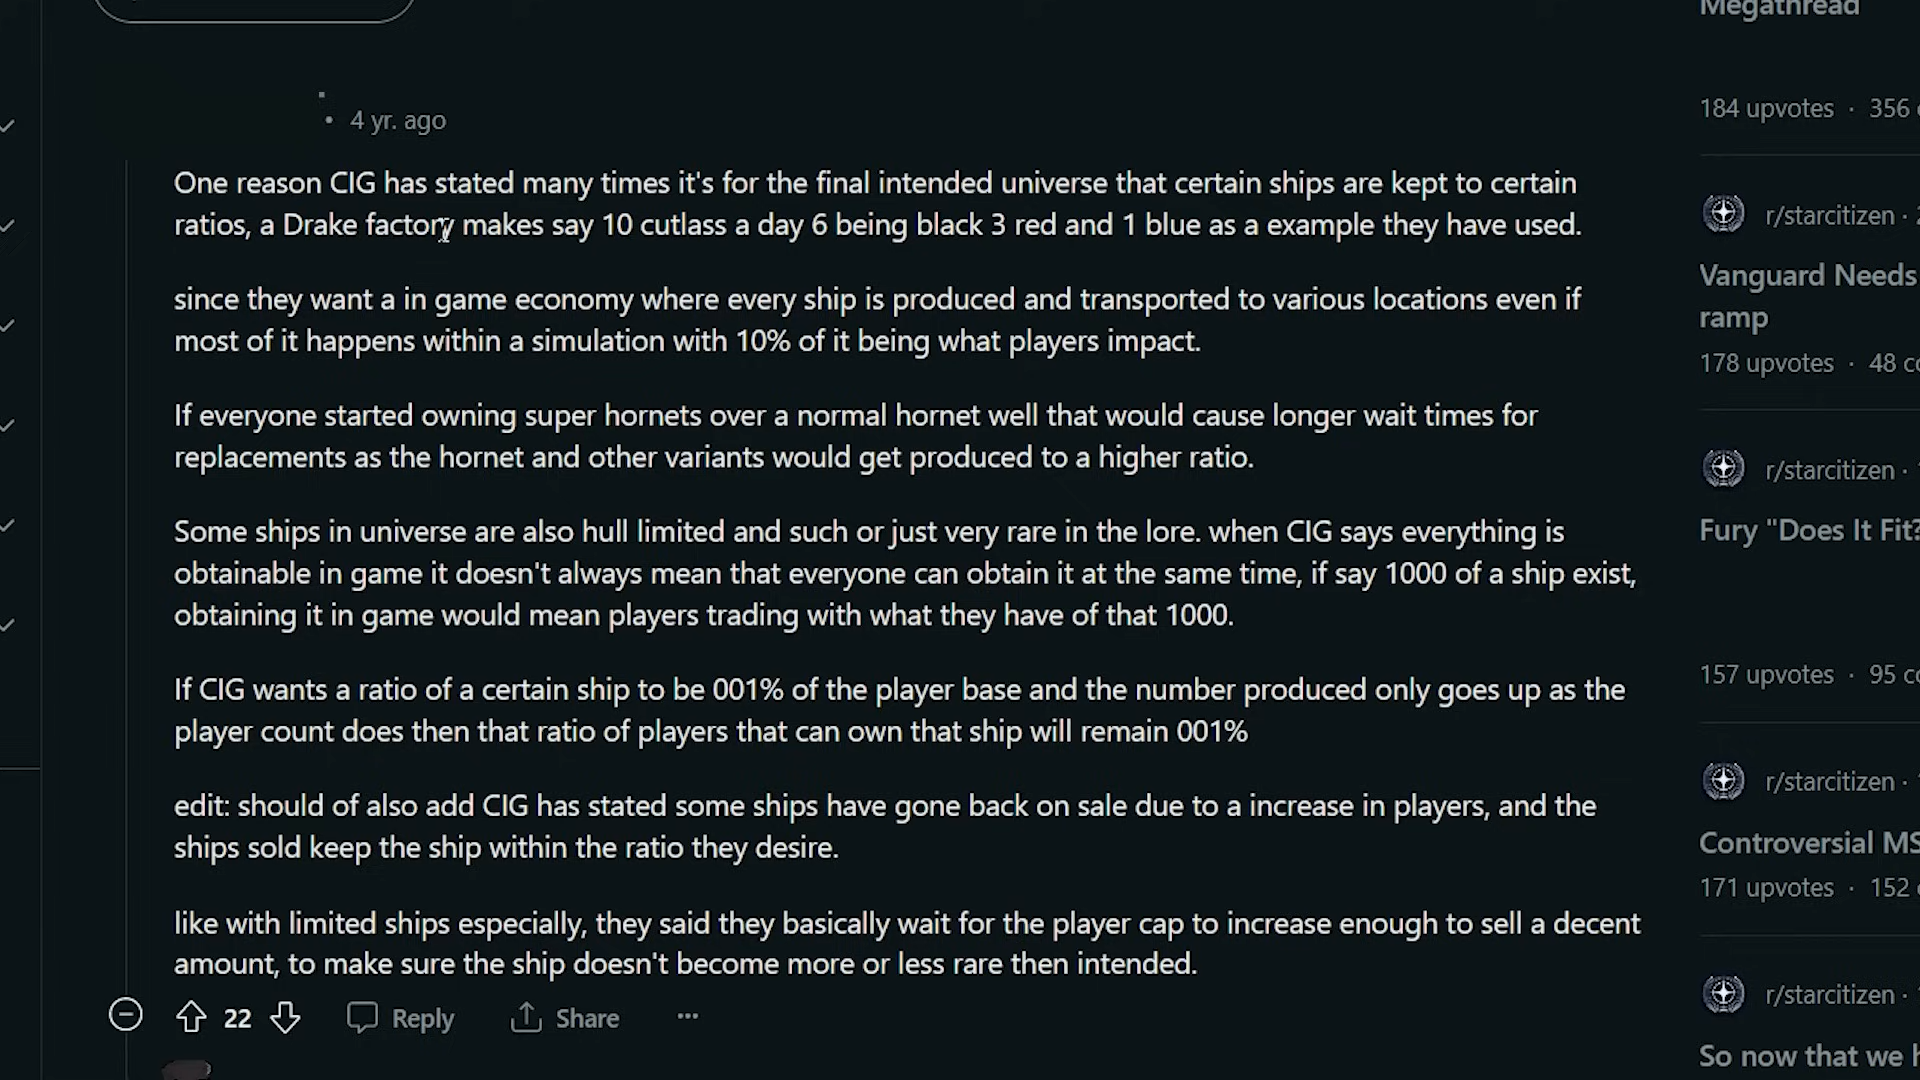 Megathread
184 upvotes · 356
• 4 yr. ago
One reason CIG has stated many times it's for the final intended universe that certain ships are kept to certain
ratios, a Drake factory makes say 10 cutlass a day 6 being black 3 red and 1 blue as a example they have used.
since they want a in game economy where every ship is produced and transported to various locations even if
most of it happens within a simulation with 10% of it being what players impact.
If everyone started owning super hornets over a normal hornet well that would cause longer wait times for
replacements as the hornet and other variants would get produced to a higher ratio.
Some ships in universe are also hull limited and such or just very rare in the lore. when CIG says everything is
obtainable in game it doesn't always mean that everyone can obtain it at the same time, if say 1000 of a ship exist,
obtaining it in game would mean players trading with what they have of that 1000.
If CIG wants a ratio of a certain ship to be 001% of the player base and the number produced only goes up as the
player count does then that ratio of players that can own that ship will remain 001%
edit: should of also add CIG has stated some ships have gone back on sale due to a increase in players, and the
ships sold keep the ship within the ratio they desire.
like with limited ships especially, they said they basically wait for the player cap to increase enough to sell a decent
amount, to make sure the ship doesn't become more or less rare then intended.
22 Reply Share ...
r/starcitizen ·
Vanguard Needs
ramp
178 upvotes · 48 co
r/starcitizen ·
Fury "Does It Fit?
157 upvotes · 95 co
r/starcitizen ·
Controversial MS
171 upvotes · 152
r/starcitizen ·
So now that we h